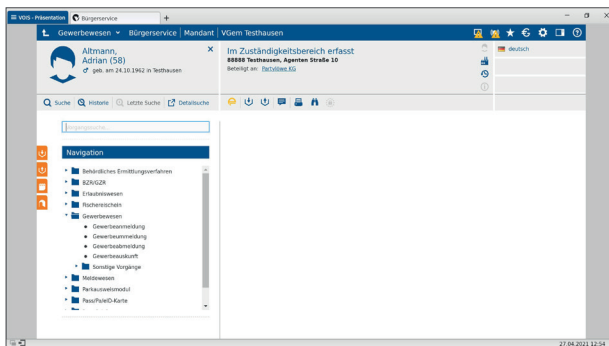 VOIS - Präsentation
Bürgerservice
Gewerbewesen
Bürgerservice | Mandant | VGem Testhausen
Altmann,
Adrian (58)
geb. am 24.10.1962 in Testhausen
Im Zuständigkeitsbereich erfasst
88888 Testhausen, Agenten Straße 10
Beteiligt an: Partylöwe KG
deutsch
Suche
Historie
Letzte Suche
Detailsuche
Vorgangssuche...
Navigation
Behördliches Ermittlungsverfahren
BZR/GZR
Erlaubniswesen
Fischereischein
Gewerbewesen
Gewerbeanmeldung
Gewerbeummeldung
Gewerbeabmeldung
Gewerbeauskunft
Sonstige Vorgänge
Meldewesen
Parkausweismodul
Pass/PA/eID-Karte
27.04.2021 12:54